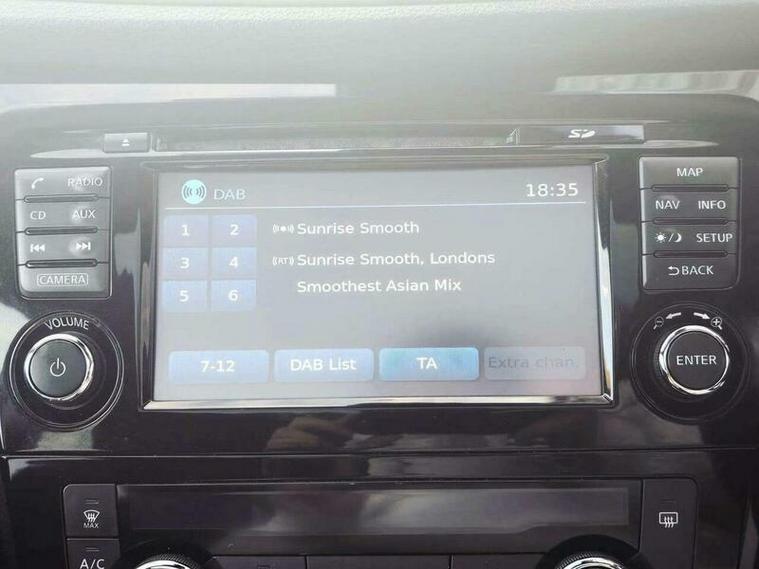 SD
RADIO
CD AUX
CAMERA
VOLUME
DAB 18:35
1 2
3 4
5 6
Sunrise Smooth
(RT) Sunrise Smooth, Londons
Smoothest Asian Mix
7-12 DAB List TA Extra chan.
MAP
NAV INFO
SETUP
BACK
ENTER
MAX
A/C